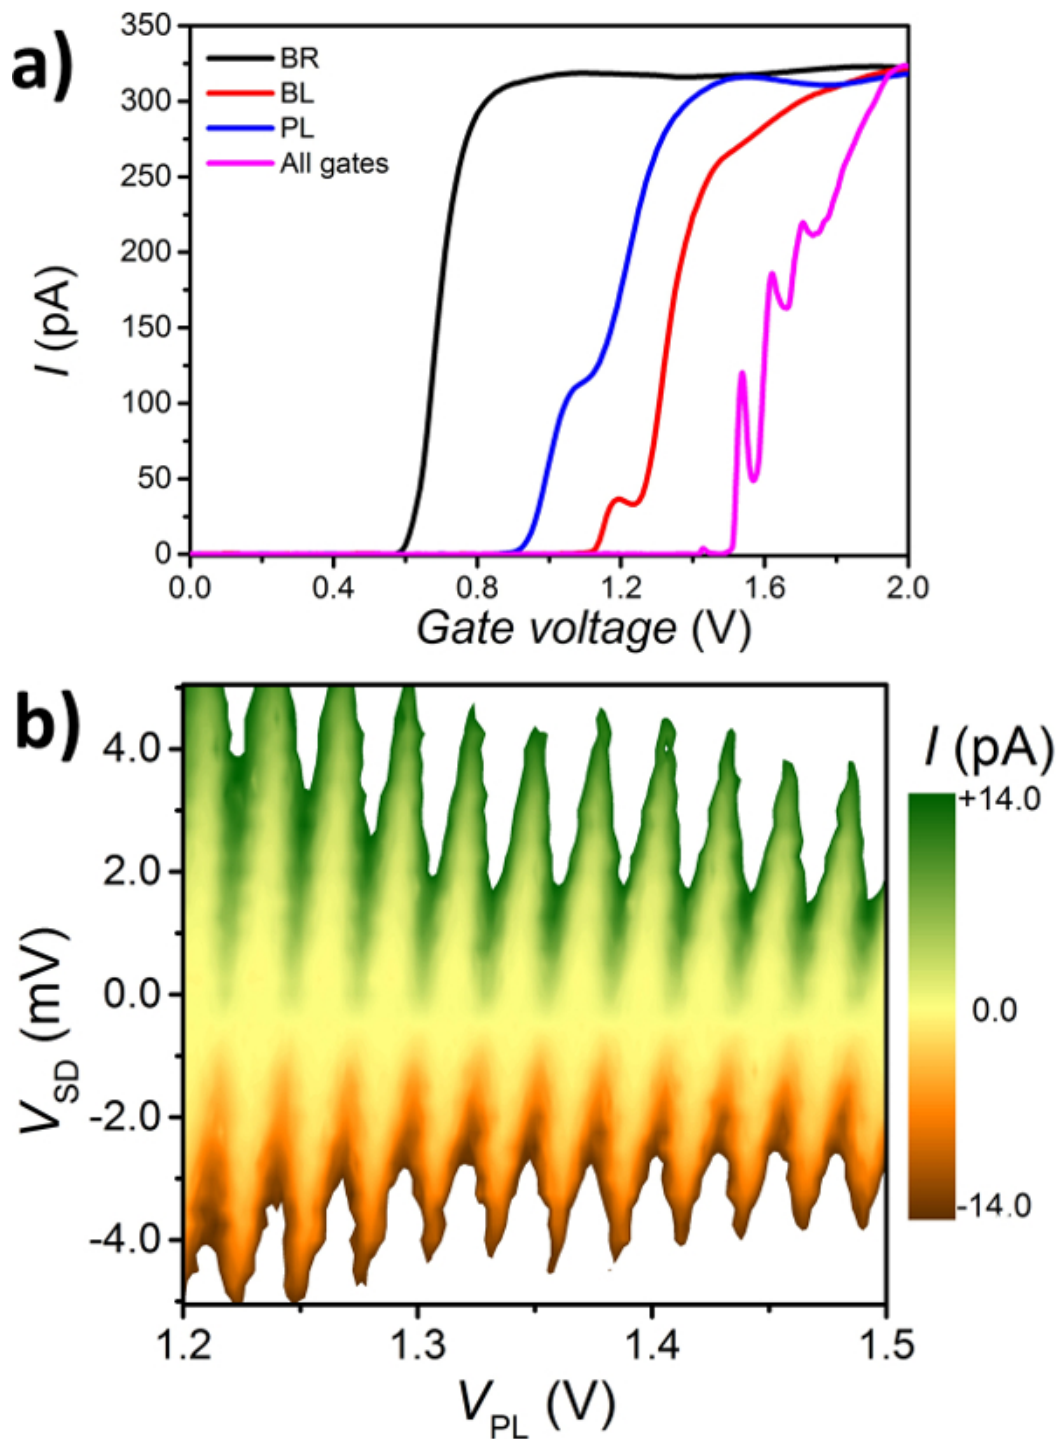 a)
350
300
250
200
150
100
50
0
I (pA)
BR
BL
PL
All gates
0.0 0.4 0.8 1.2 1.6 2.0
Gate voltage (V)
b)
4.0
2.0
0.0
-2.0
-4.0
V_SD (mV)
1.2 1.3 1.4 1.5
V_PL (V)
I (pA)
+14.0
0.0
-14.0